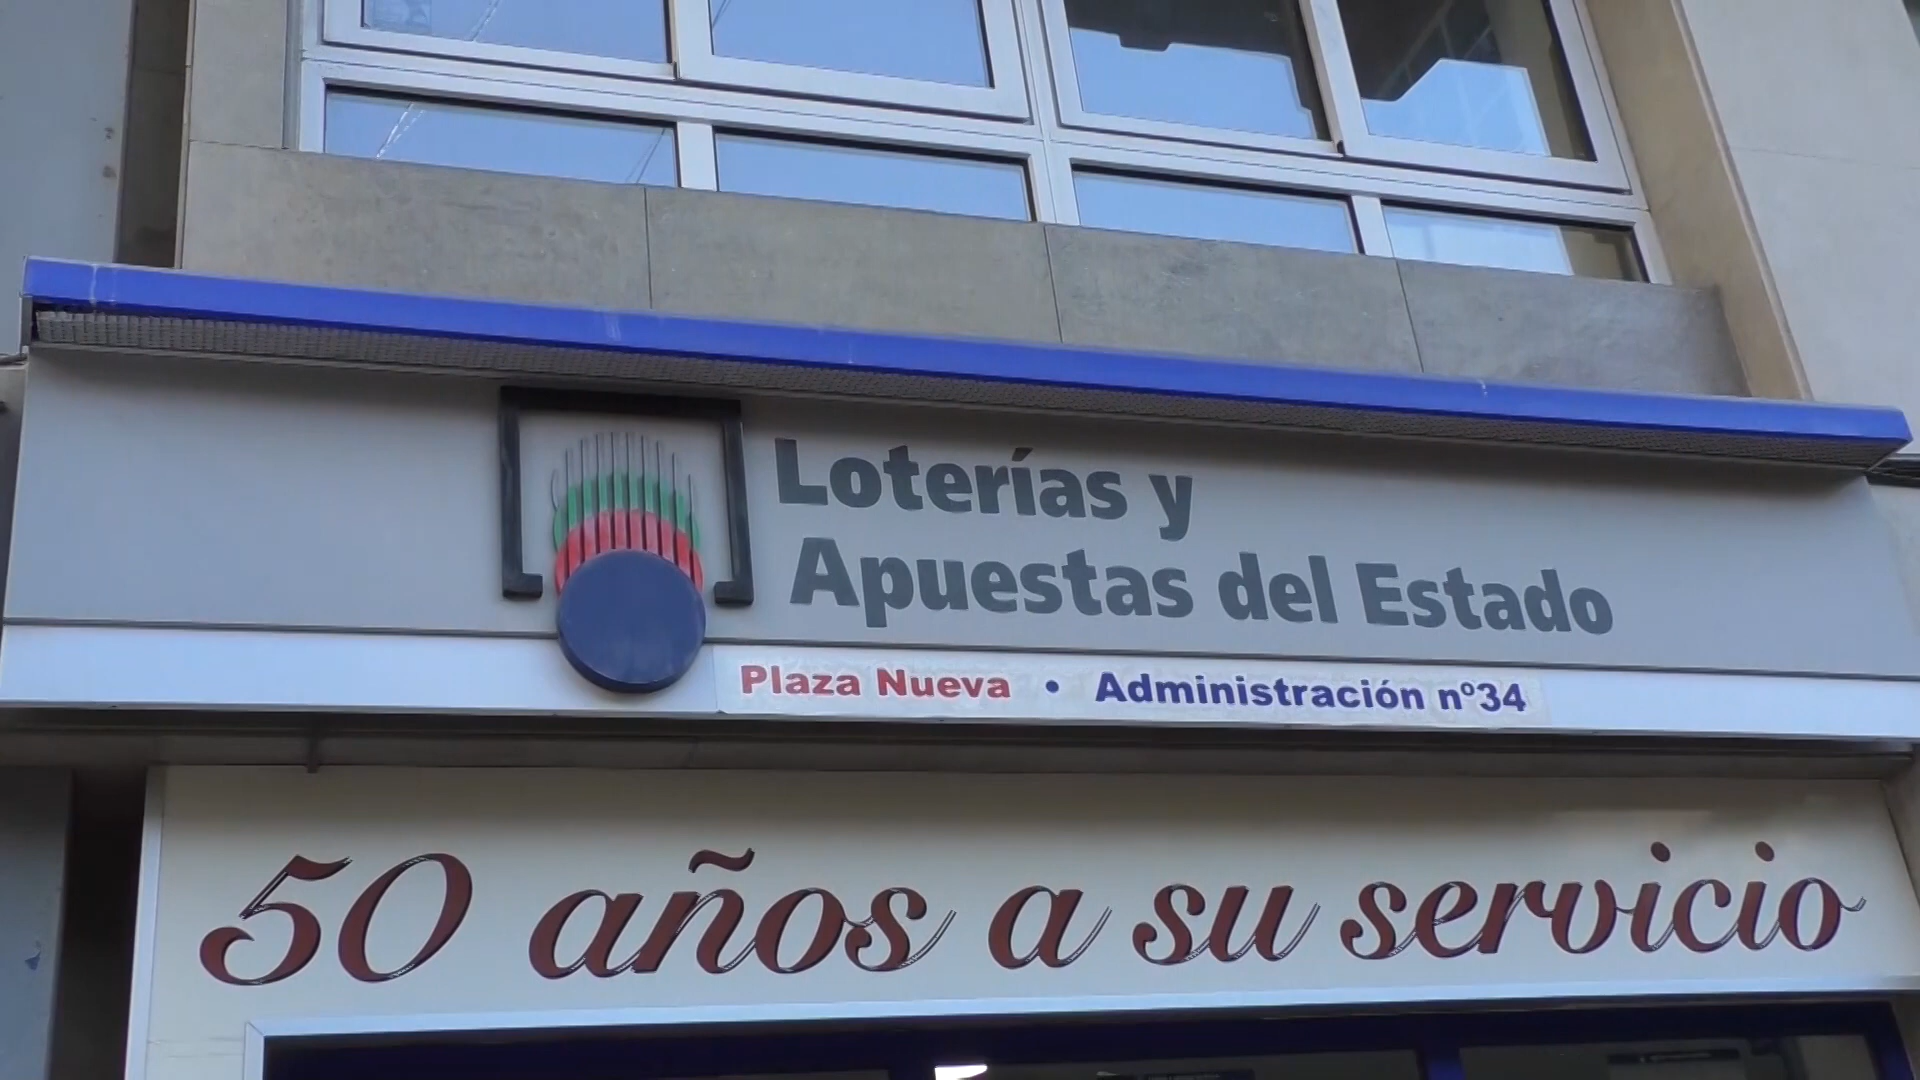 Loterías y
Apuestas del Estado
Plaza Nueva • Administración nº34
50 años a su servicio